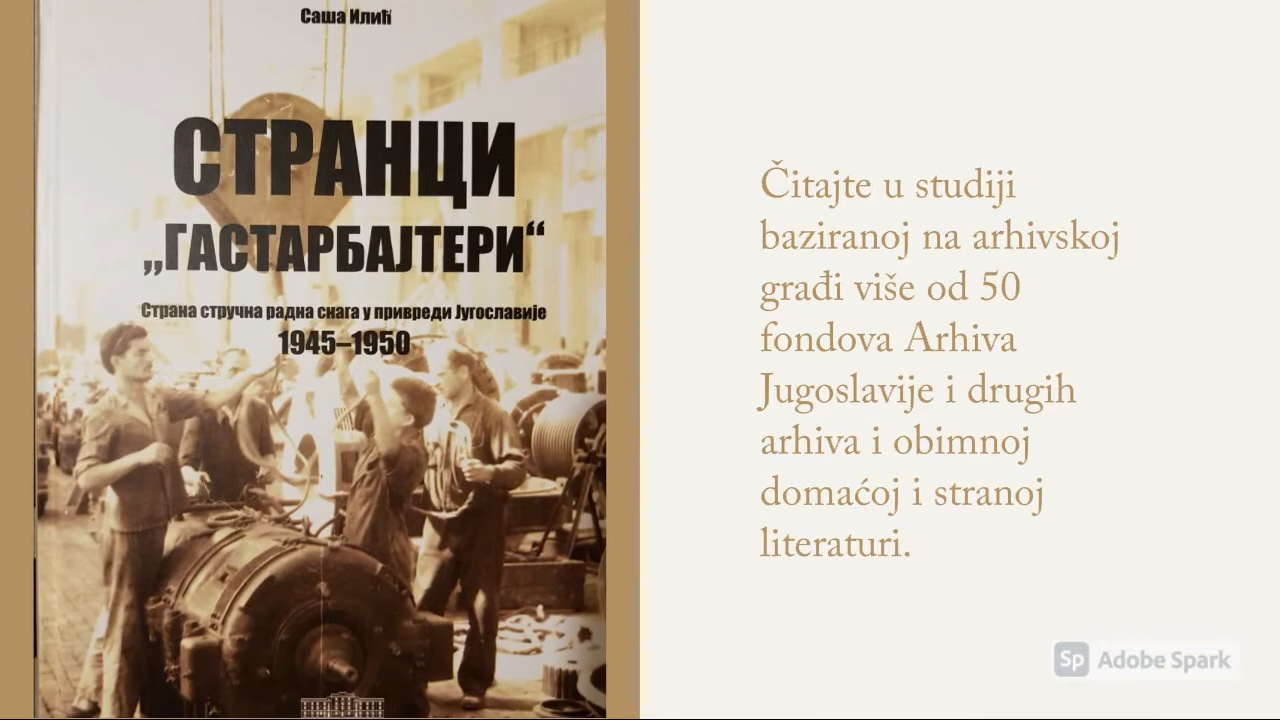 Саша Илић
СТРАНЦИ
„ГАСТАРБАЈТЕРИ“
Страна стручна радна снага у привреди Југославије
1945–1950
Čitajte u studiji
baziranoj na arhivskoj
građi više od 50
fondova Arhiva
Jugoslavije i drugih
arhiva i obimnoj
domaćoj i stranoj
literaturi.
Sp Adobe Spark